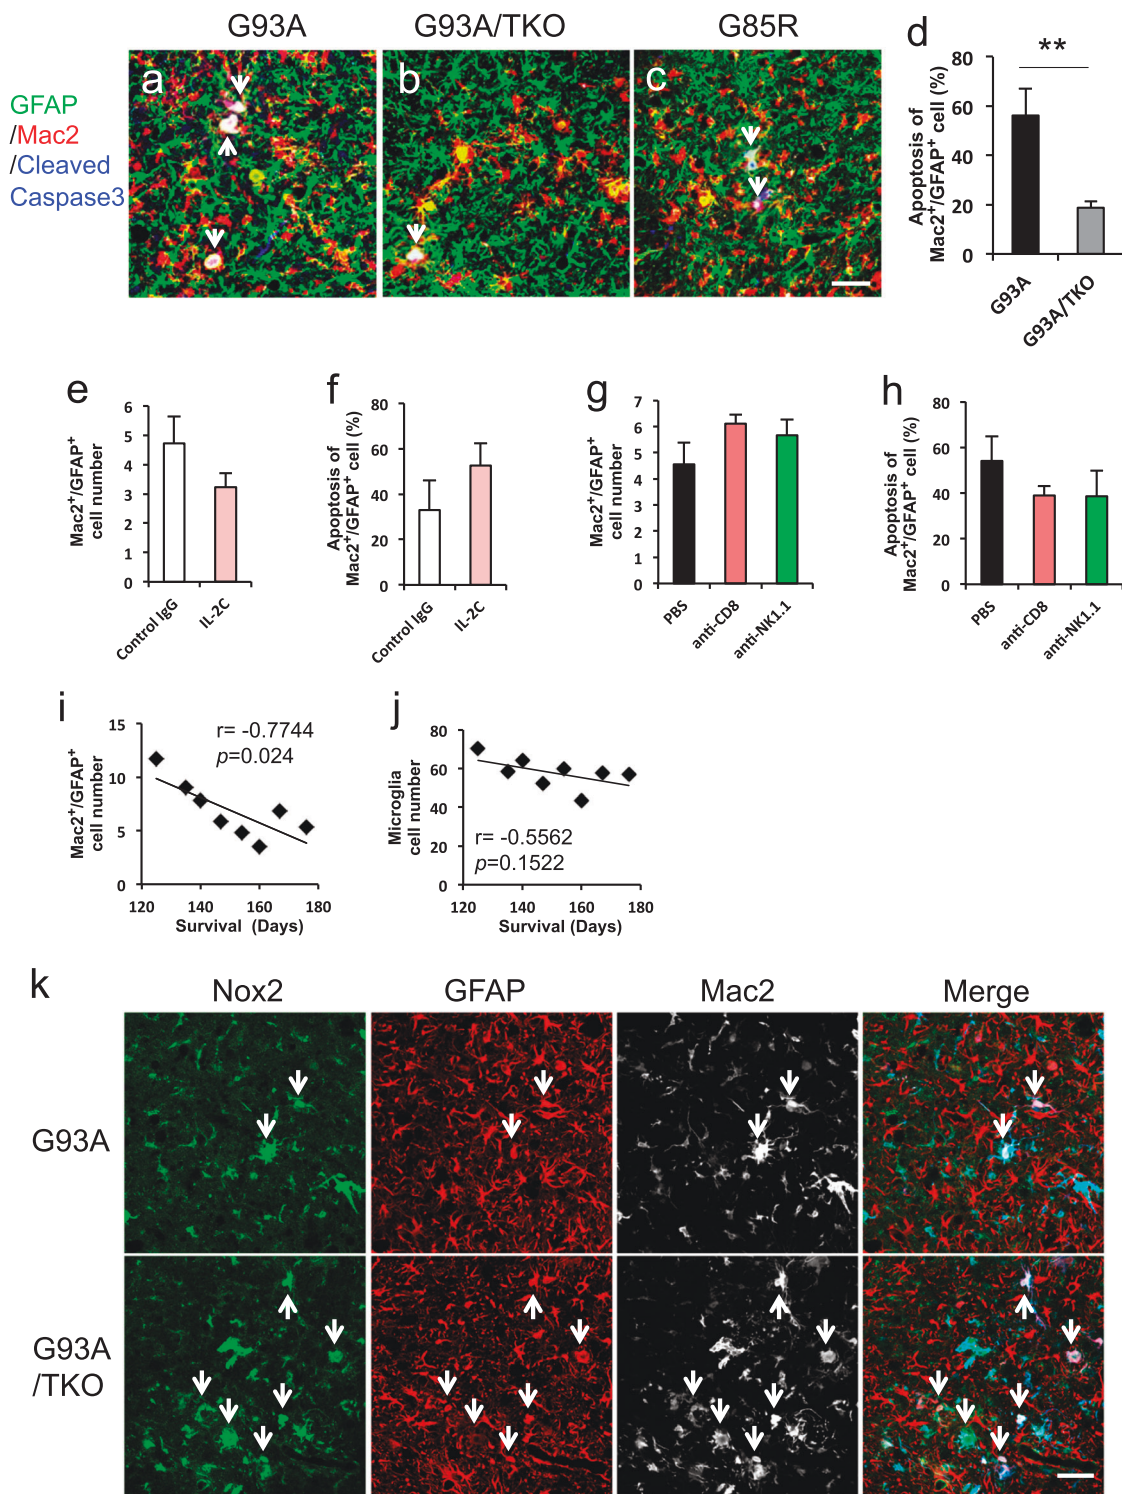 G93A
G93A/TKO
G85R
GFAP
/Mac2
/Cleaved
Caspase3
a
b
c
d
**
Apoptosis of
Mac2+/GFAP+ cell (%)
80
60
40
20
0
G93A
G93A/TKO
e
Mac2+/GFAP+
cell number
6
5
4
3
2
1
0
Control IgG
IL-2C
f
Apoptosis of
Mac2+/GFAP+ cell (%)
80
60
40
20
0
Control IgG
IL-2C
g
Mac2+/GFAP+
cell number
7
6
5
4
3
2
1
0
PBS
anti-CD8
anti-NK1.1
h
Apoptosis of
Mac2+/GFAP+ cell (%)
80
60
40
20
0
PBS
anti-CD8
anti-NK1.1
i
Mac2+/GFAP+
cell number
15
10
5
0
r= -0.7744
p=0.024
120 140 160 180
Survival (Days)
j
Microglia
cell number
80
60
40
20
0
r= -0.5562
p=0.1522
120 140 160 180
Survival (Days)
k
Nox2
GFAP
Mac2
Merge
G93A
G93A
/TKO